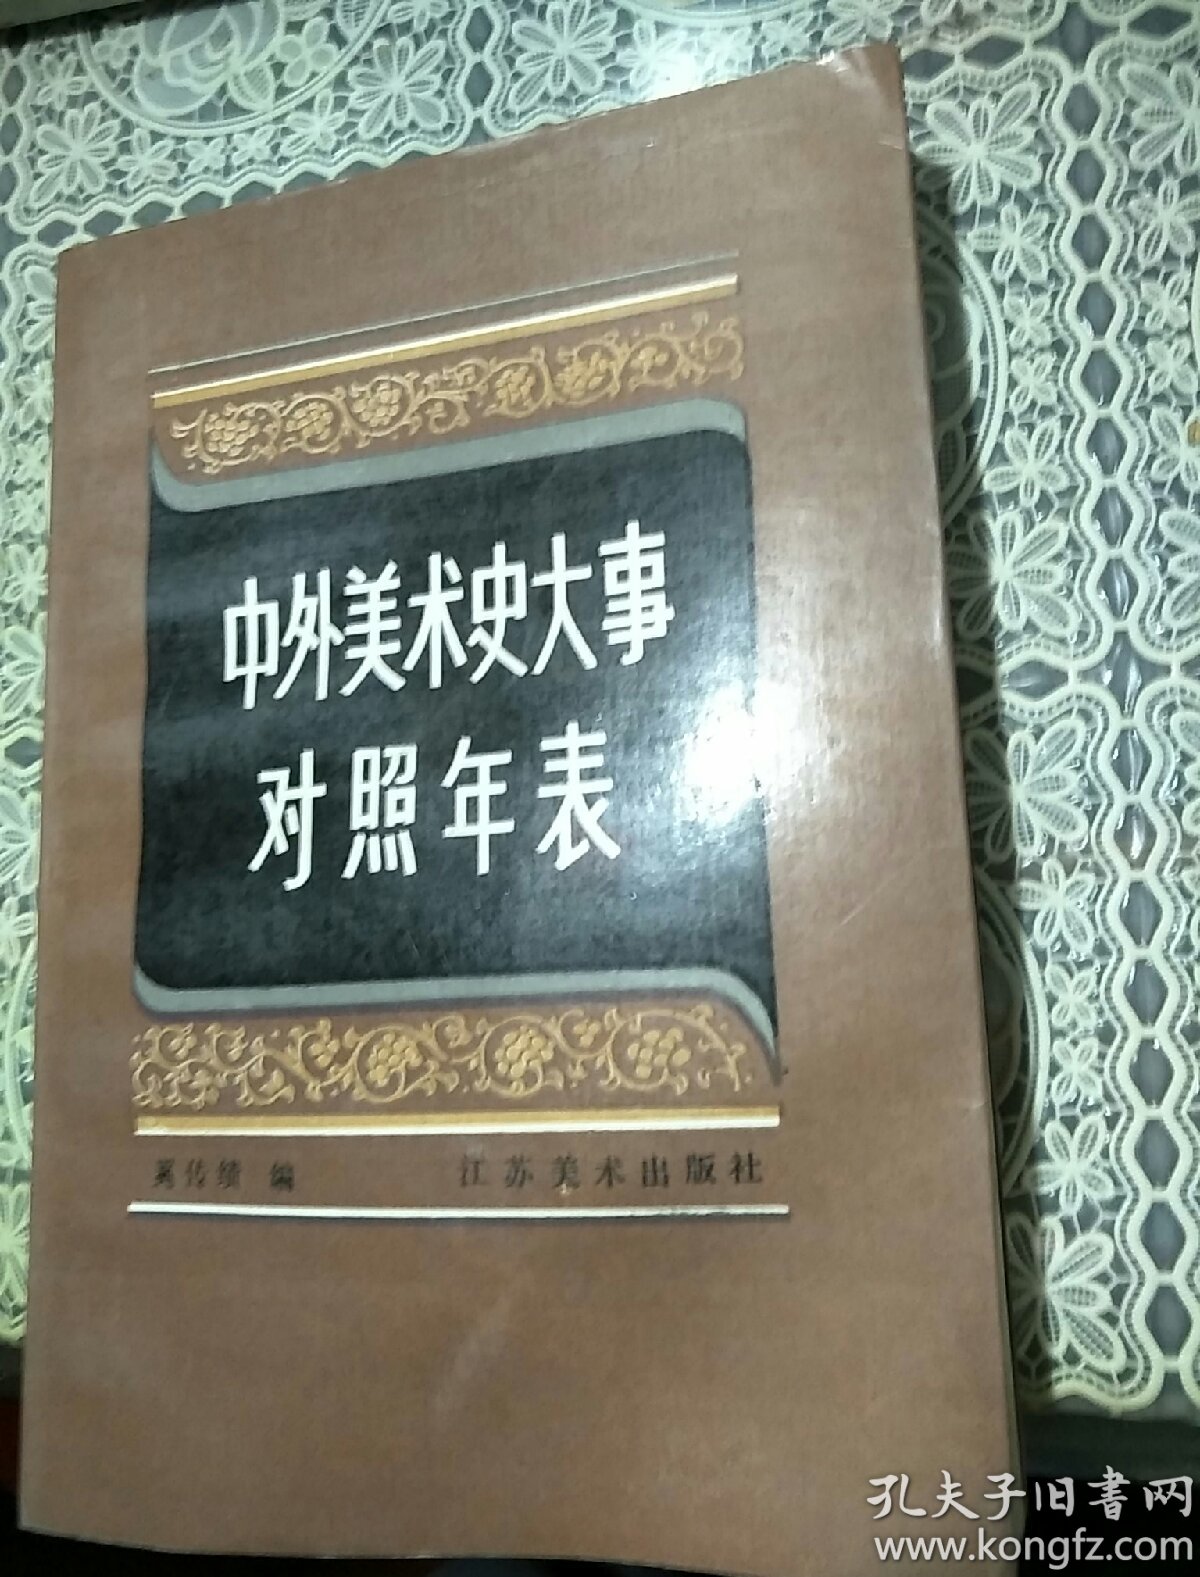 中外美术史大事
对照年表
奚传绩 编 江苏美术出版社
孔夫子旧書网
www.kongfz.com